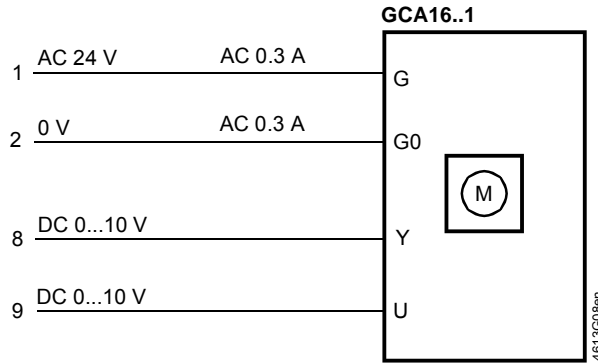 GCA16..1
1 AC 24 V AC 0.3 A G
2 0 V AC 0.3 A G0
M
8 DC 0...10 V Y
9 DC 0...10 V U
4613G08en